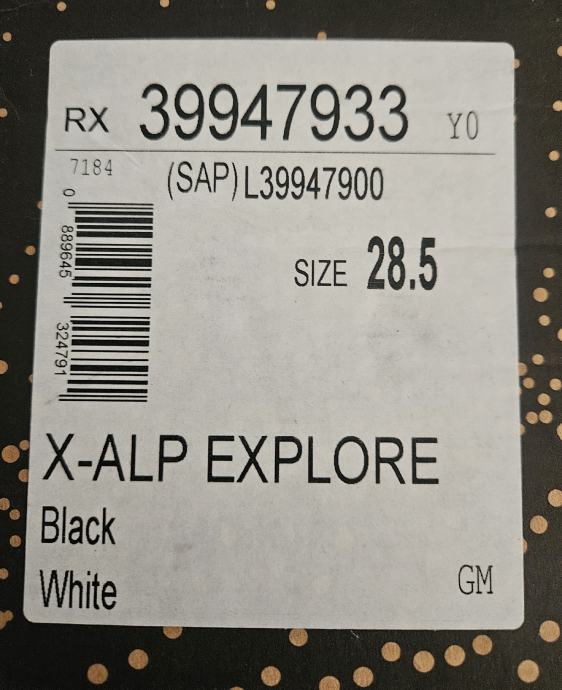 RX 39947933 Y0
7184
(SAP)L39947900
0 889645 324791
SIZE 28.5
X-ALP EXPLORE
Black
White
GM